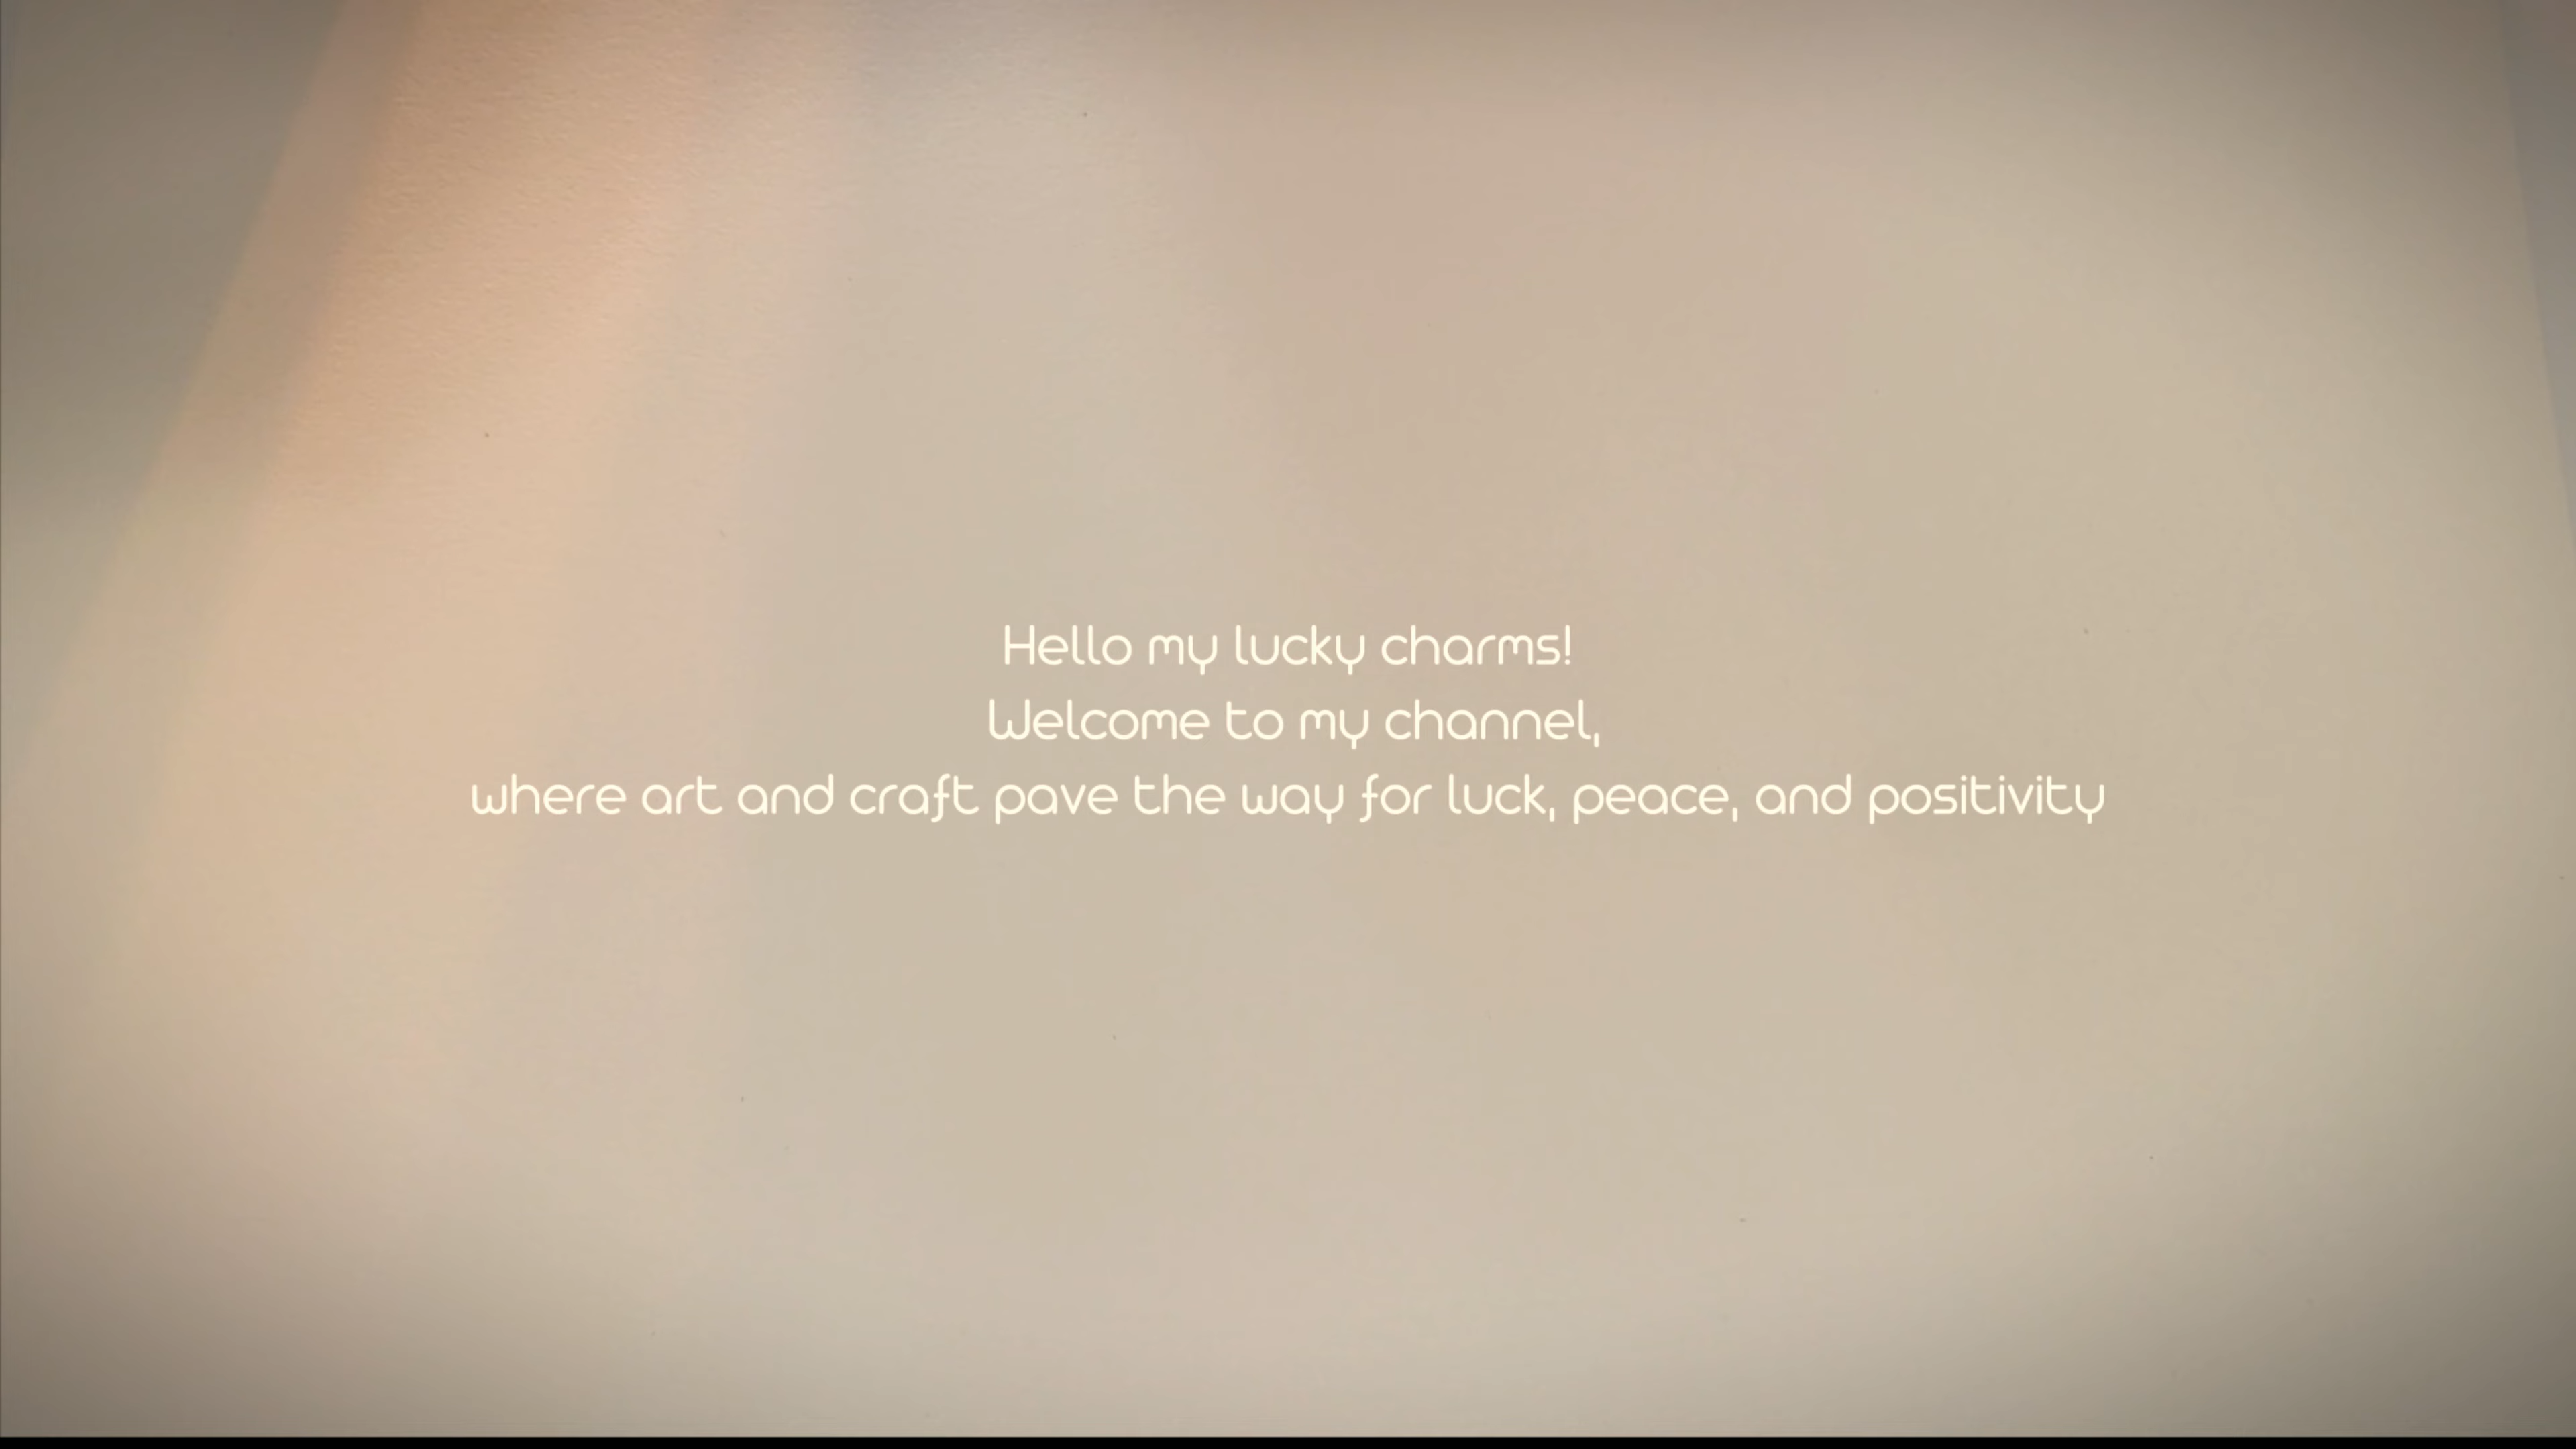 Hello my lucky charms!
Welcome to my channel,
where art and craft pave the way for luck, peace, and positivity